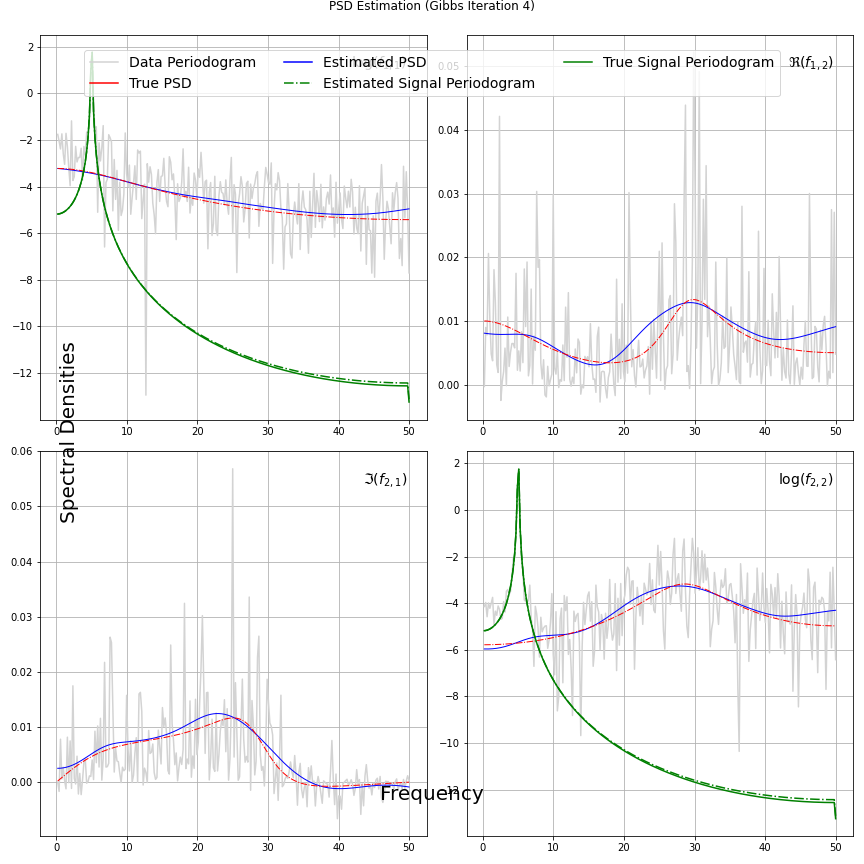 PSD Estimation (Gibbs Iteration 4)
Data Periodogram
True PSD
Estimated PSD
Estimated Signal Periodogram
True Signal Periodogram
2
0
−2
−4
−6
−8
−10
−12
0 10 20 30 40 50
ℜ(f1,2)
0.05
0.04
0.03
0.02
0.01
0.00
0 10 20 30 40 50
Spectral Densities
ℑ(f2,1)
0.06
0.05
0.04
0.03
0.02
0.01
0.00
0 10 20 30 40 50
log(f2,2)
2
0
−2
−4
−6
−8
−10
−12
0 10 20 30 40 50
Frequency